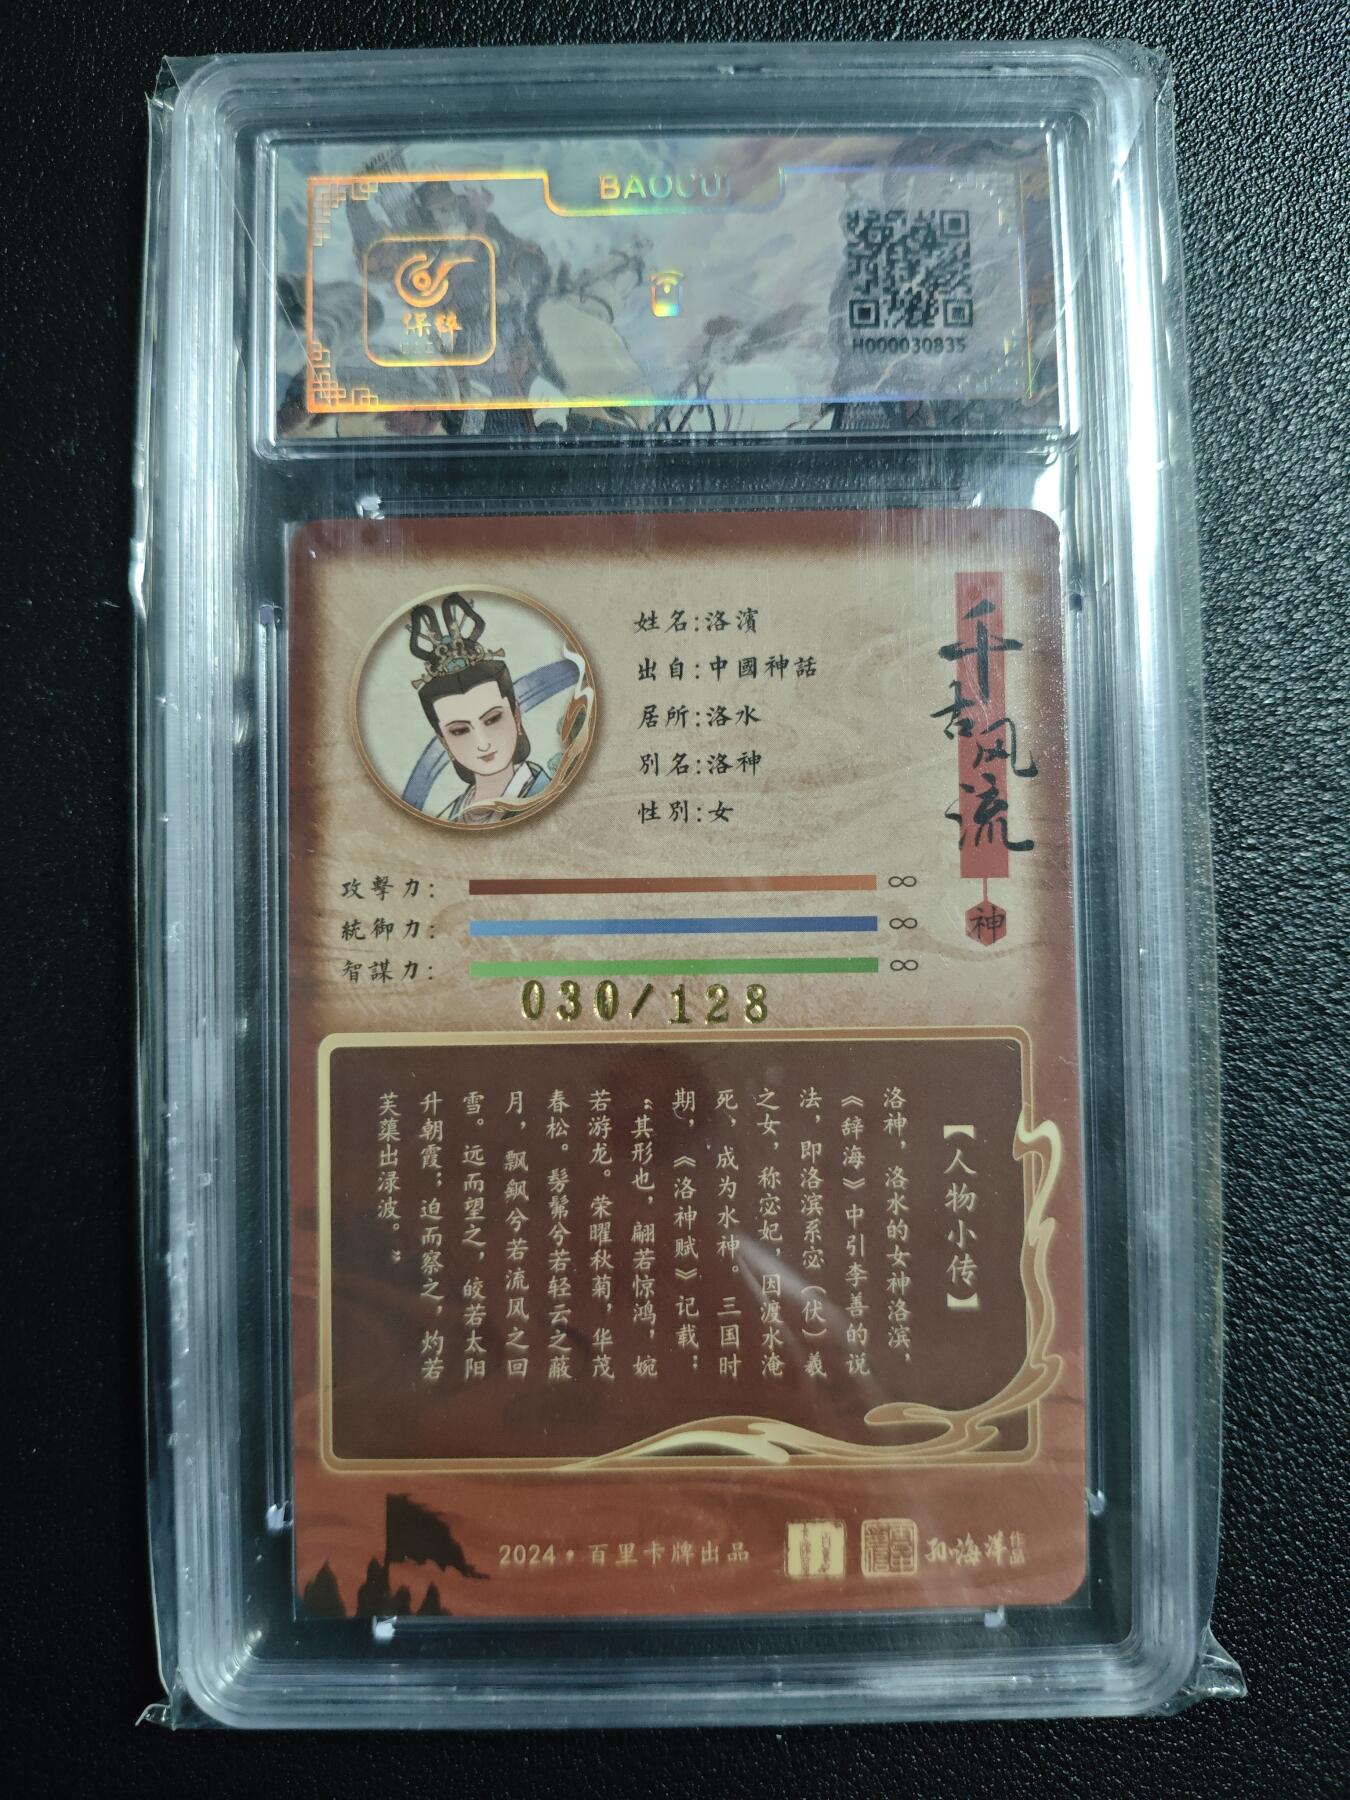 BAOCUI
保粹
H000030835
千古风流
神
姓名:洛濱
出自:中國神話
居所:洛水
別名:洛神
性別:女
攻擊力: ∞
統御力: ∞
智謀力: ∞
030/128
【人物小传】
洛神，洛水的女神洛滨，
《辞海》中引李善的说
法，即洛滨系宓（伏）羲
之女，称宓妃，因渡水淹
死，成为水神。三国时
期，《洛神赋》记载：
“其形也，翩若惊鸿，婉
若游龙。荣曜秋菊，华茂
春松。髣髴兮若轻云之蔽
月，飘飖兮若流风之回
雪。远而望之，皎若太阳
升朝霞；迫而察之，灼若
芙蕖出渌波。”
2024·百里卡牌出品
孙海洋作品